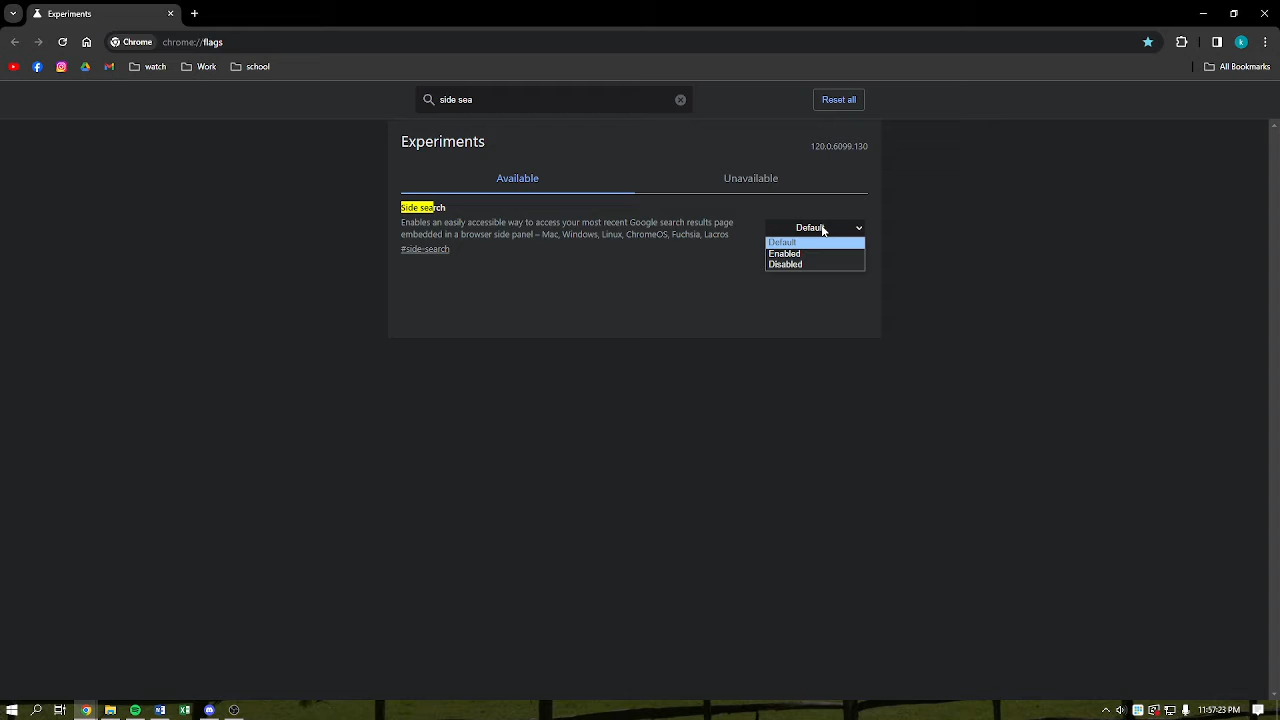 Experiments
Chrome
chrome://flags
watch
Work
school
All Bookmarks
side sea
Reset all
Experiments
120.0.6099.130
Available
Unavailable
Side search
Enables an easily accessible way to access your most recent Google search results page
embedded in a browser side panel – Mac, Windows, Linux, ChromeOS, Fuchsia, Lacros
#side-search
Default
Default
Enabled
Disabled
11:57:23 PM